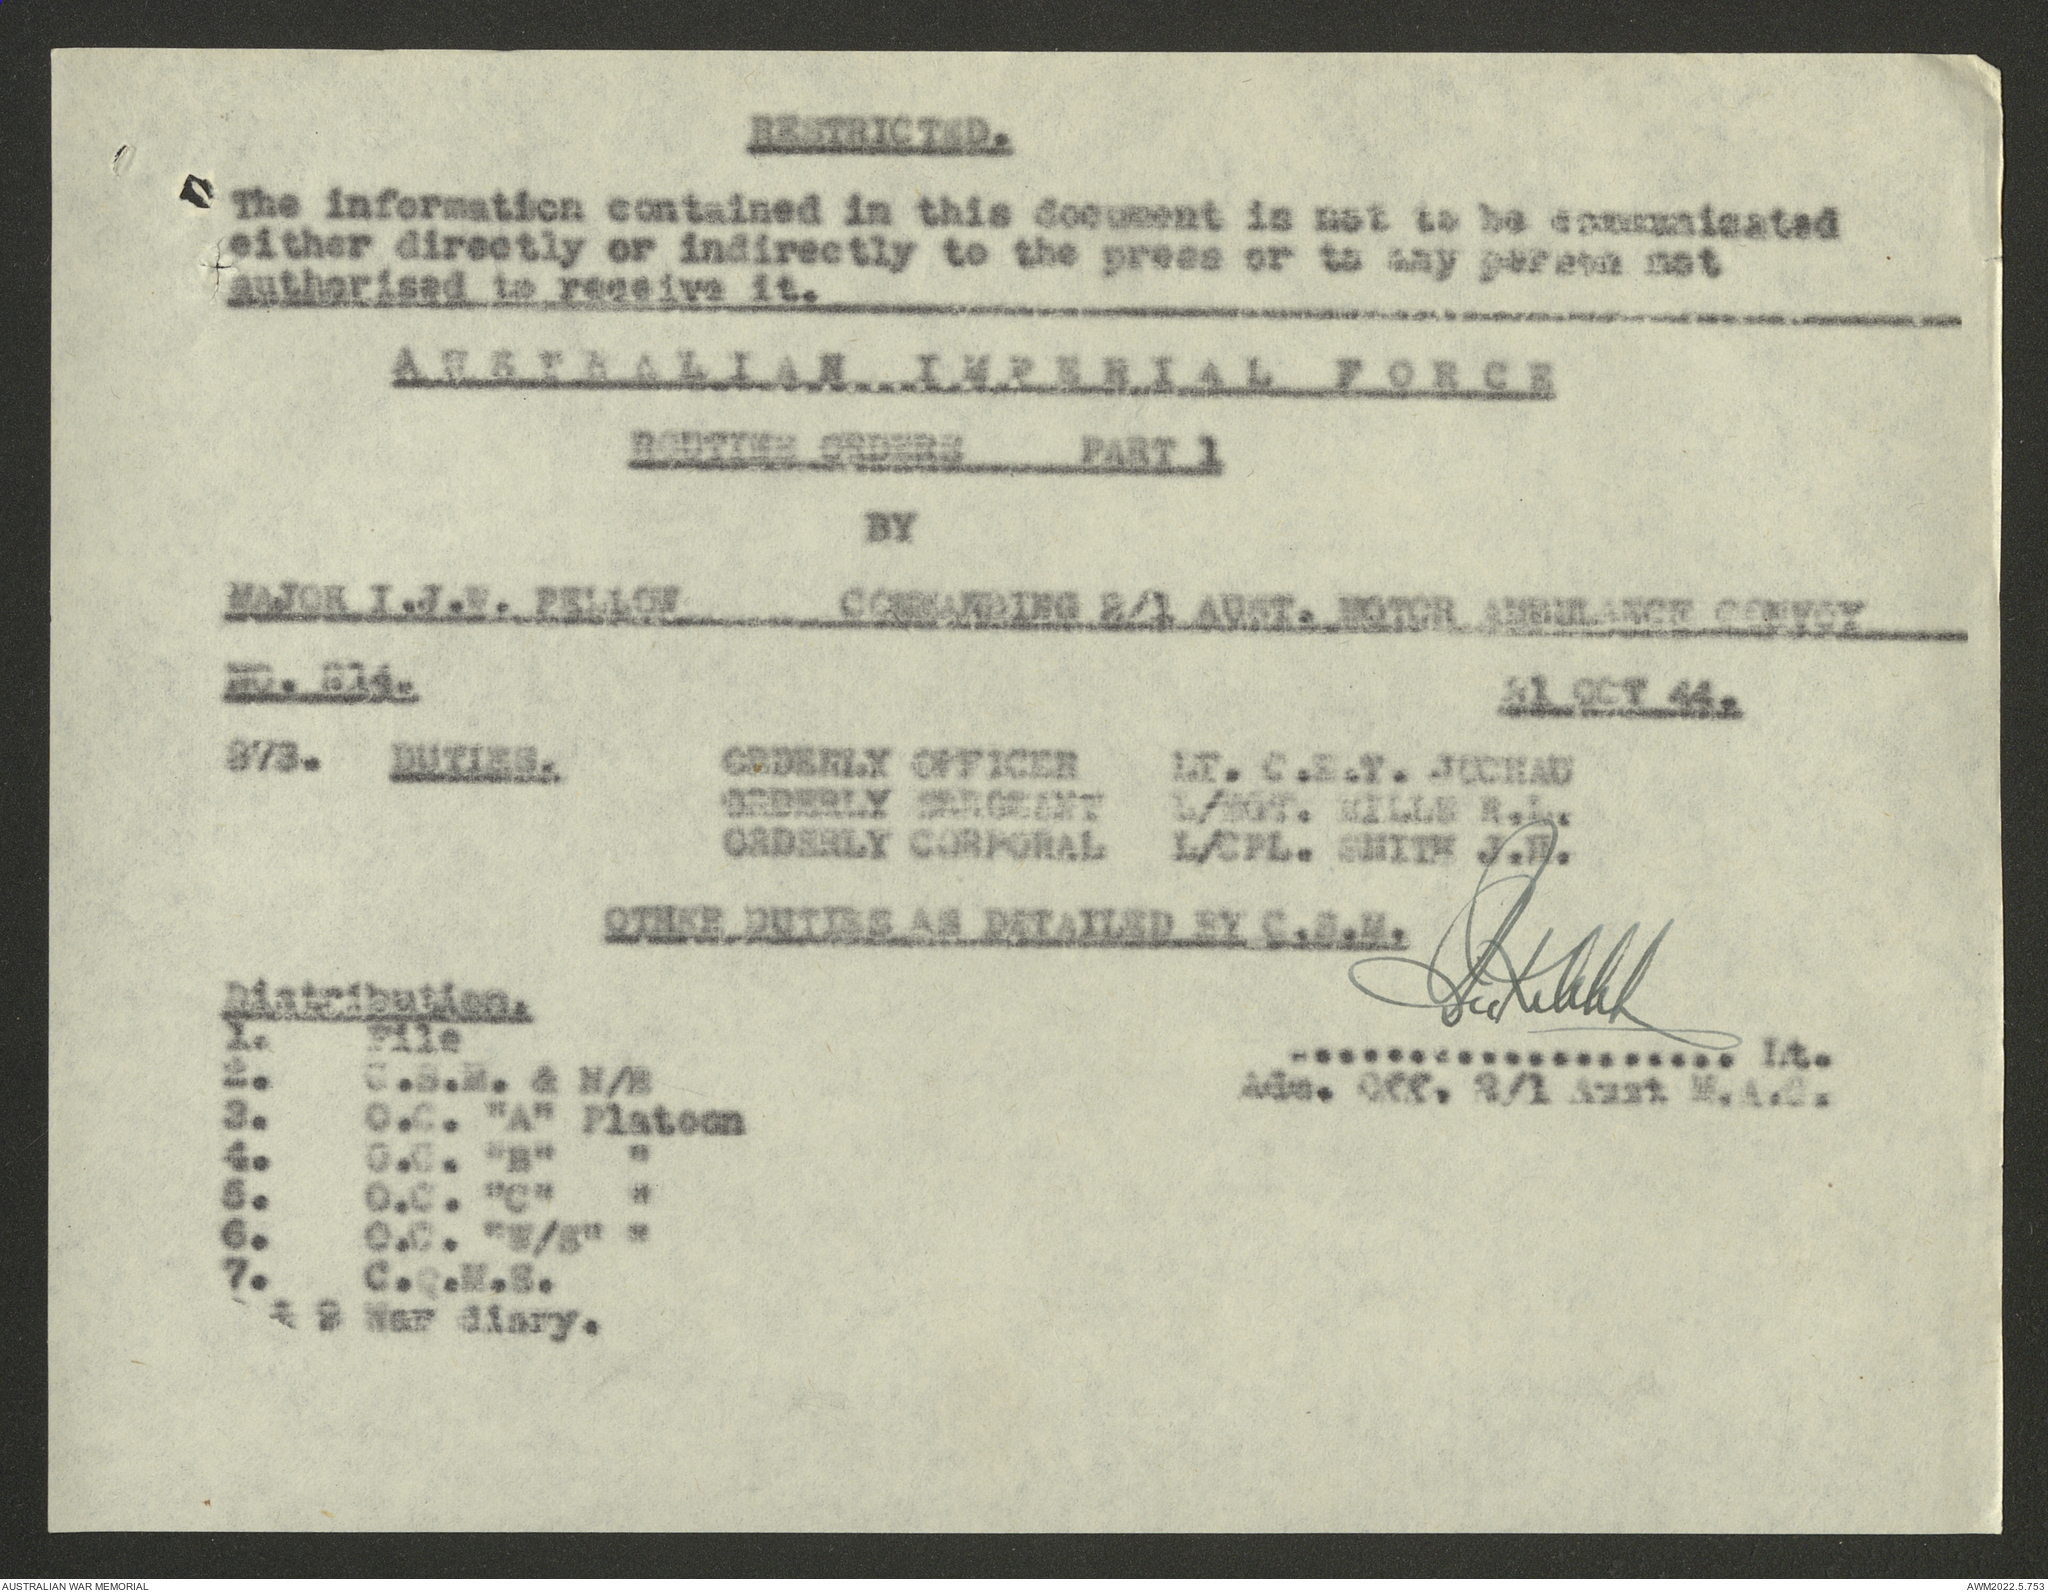 RESTRICTED.
The information contained in this document is not to be communicated
either directly or indirectly to the press or to any person not
authorised to receive it.
AUSTRALIAN IMPERIAL FORCE
ROUTINE ORDERS PART 1
BY
MAJOR I.J.W. PELLOW COMMANDING 2/1 AUST. MOTOR AMBULANCE CONVOY
NO. 214.
21 OCT 44.
DUTIES. ORDERLY OFFICER LT. JUCHAU
ORDERLY SERGEANT L/SGT. R.L.
ORDERLY CORPORAL L/CPL. SMITH J.H.
OTHER DUTIES AS DETAILED BY C.S.M.
Distribution.
1. File
2. C.S.M. & N/B
3. O.C. "A" Platoon
4. O.C. "B" "
5. O.C. "C" "
6. O.C. "W/S" "
7. C.Q.M.S.
& 9 War diary.
.................... Lt.
Adm. Off. 2/1 Aust M.A.C.
AUSTRALIAN WAR MEMORIAL
AWM2022.5.753